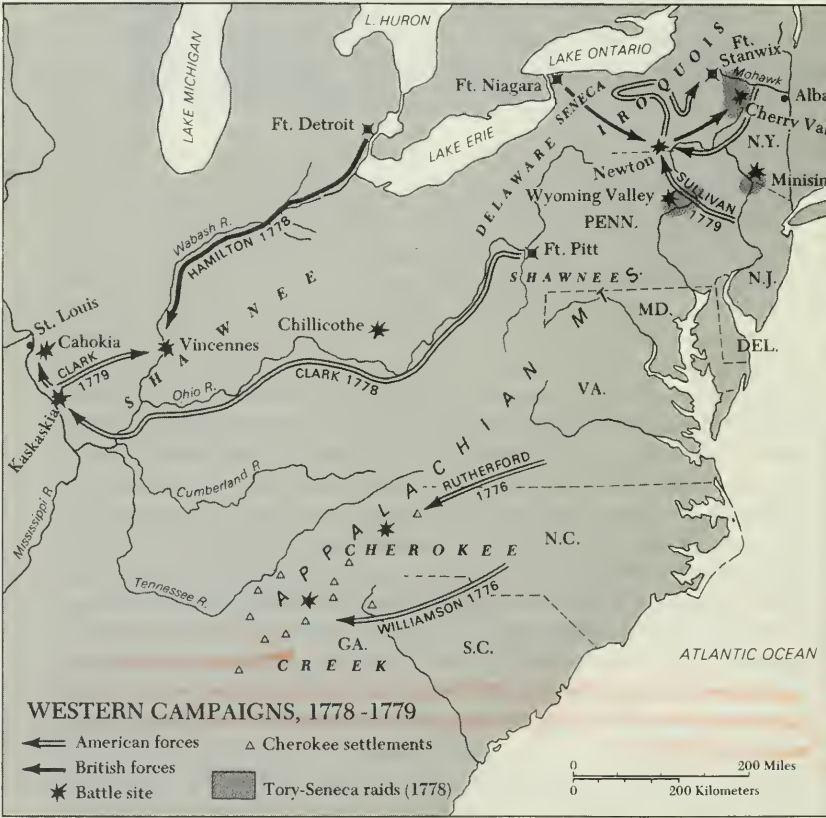 L. HURON
LAKE MICHIGAN
LAKE ONTARIO
Ft. Stanwix
Mohawk
Ft. Niagara
SENECA
IROQUOIS
Alba
Cherry Val
Ft. Detroit
LAKE ERIE
N.Y.
DELAWARE
Newton
Minisin
Wyoming Valley
SULLIVAN
1779
PENN.
Wabash R.
HAMILTON 1778
Ft. Pitt
SHAWNEES
N.J.
St. Louis
Cahokia
CLARK
1779
Vincennes
SHAWNEE
Chillicothe
MD.
DEL.
Kaskaskia
Ohio R.
CLARK 1778
VA.
APPALACHIAN MTS.
Mississippi R.
Cumberland R.
RUTHERFORD
1776
Tennessee R.
CHEROKEE
N.C.
WILLIAMSON 1776
GA.
S.C.
CREEK
ATLANTIC OCEAN
WESTERN CAMPAIGNS, 1778-1779
American forces
Cherokee settlements
British forces
Battle site
Tory-Seneca raids (1778)
0 200 Miles
0 200 Kilometers